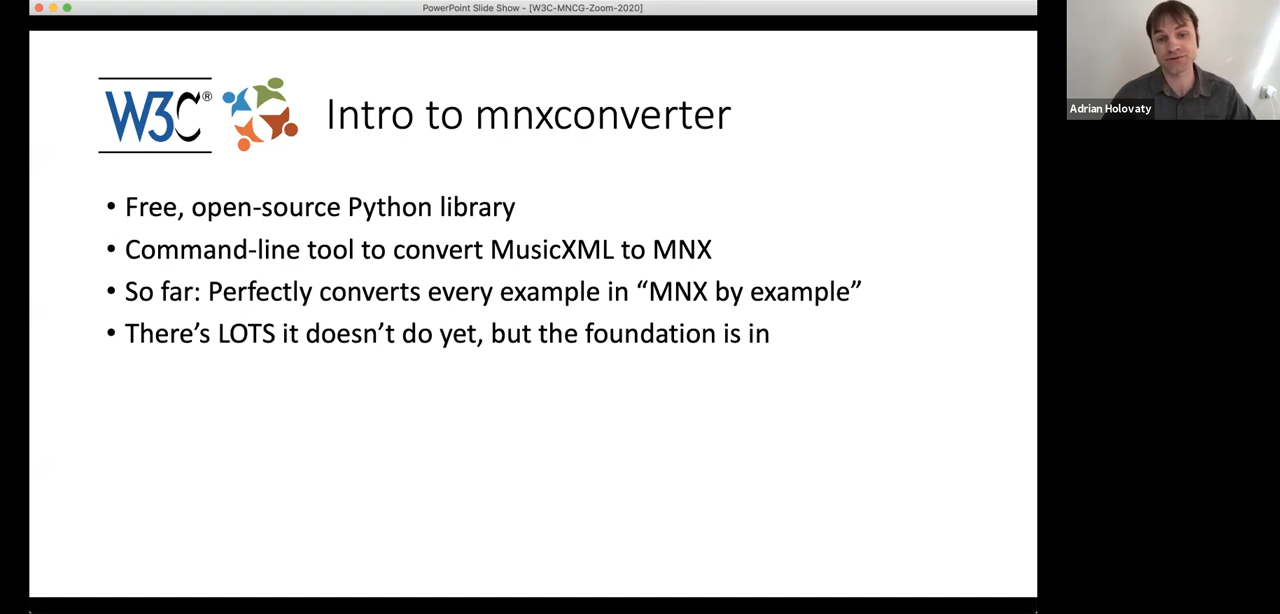 PowerPoint Slide Show - [W3C-MNCG-Zoom-2020]
W3C® Intro to mnxconverter
Adrian Holovaty
• Free, open-source Python library
• Command-line tool to convert MusicXML to MNX
• So far: Perfectly converts every example in “MNX by example”
• There’s LOTS it doesn’t do yet, but the foundation is in